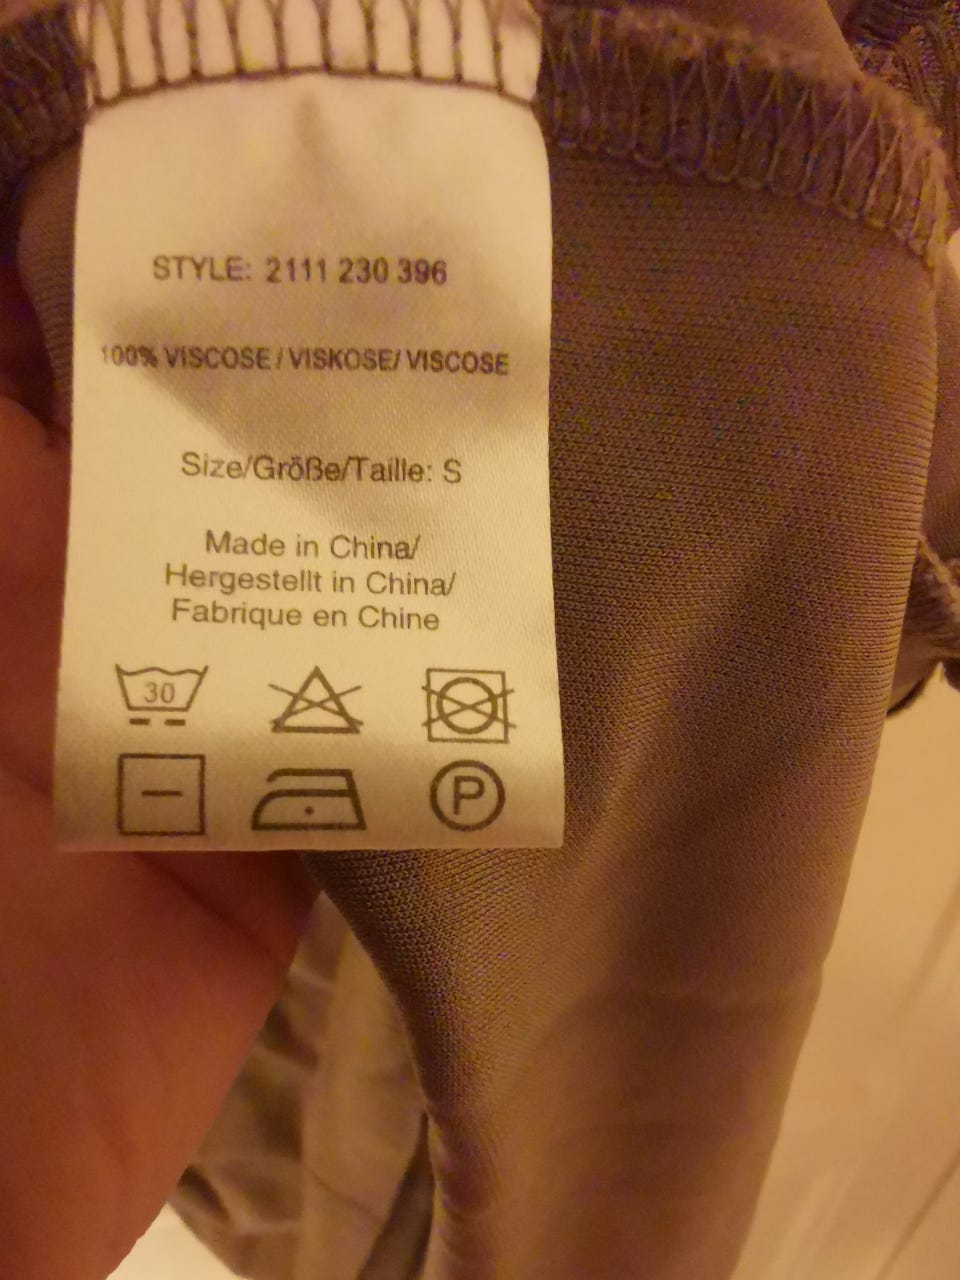 STYLE: 2111 230 396
100% VISCOSE / VISKOSE/ VISCOSE
Size/Größe/Taille: S
Made in China/
Hergestellt in China/
Fabrique en Chine
30
P